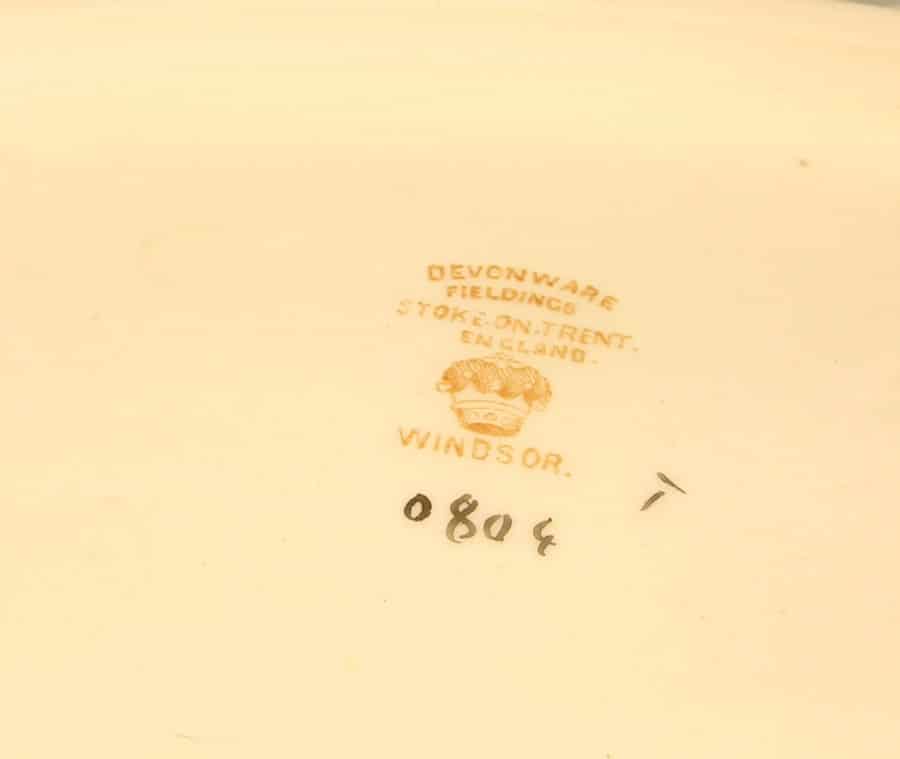 DEVONWARE
FIELDINGS
STOKE-ON-TRENT.
ENGLAND.
WINDSOR.
0804